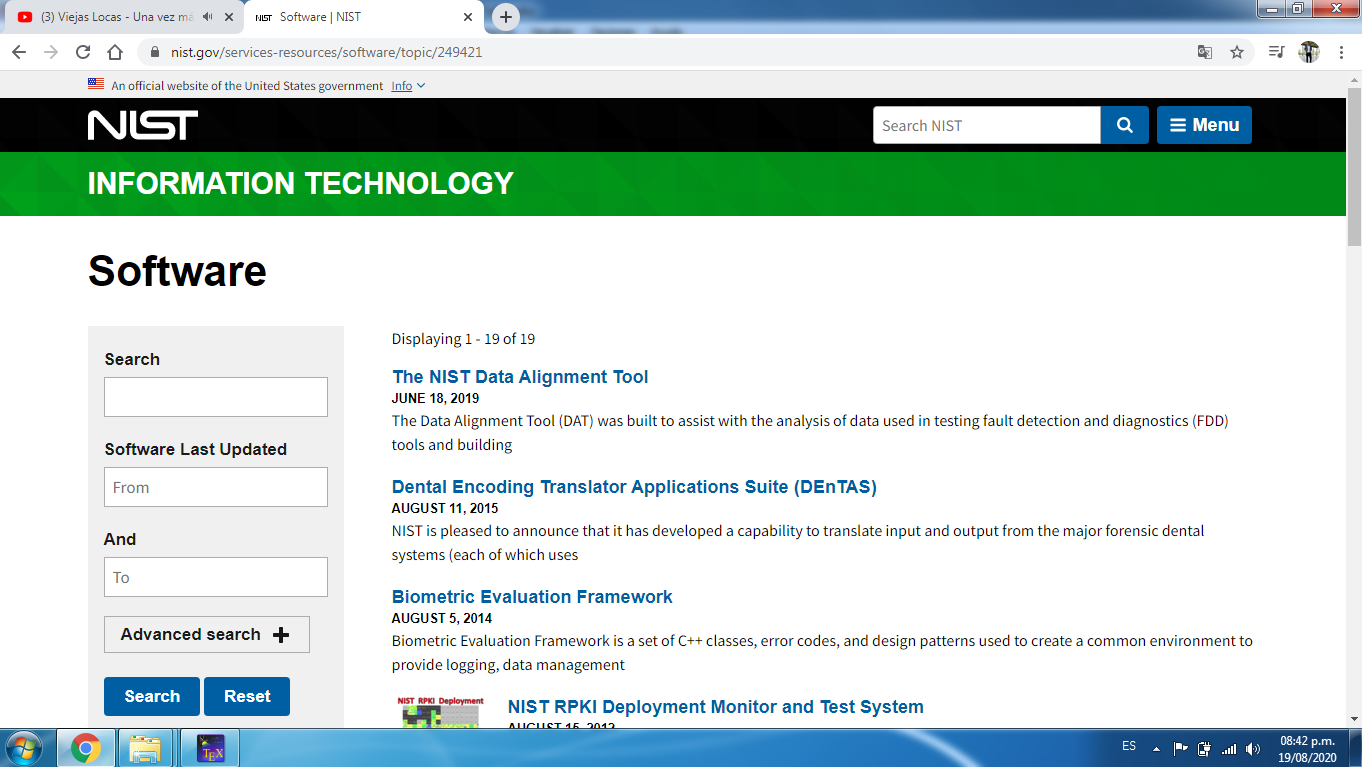 (3) Viejas Locas - Una vez má
NIST Software | NIST
nist.gov/services-resources/software/topic/249421
An official website of the United States government Info
NIST
Search NIST
Menu
INFORMATION TECHNOLOGY
Software
Search
Software Last Updated
From
And
To
Advanced search
Search Reset
Displaying 1 - 19 of 19
The NIST Data Alignment Tool
JUNE 18, 2019
The Data Alignment Tool (DAT) was built to assist with the analysis of data used in testing fault detection and diagnostics (FDD)
tools and building
Dental Encoding Translator Applications Suite (DEnTAS)
AUGUST 11, 2015
NIST is pleased to announce that it has developed a capability to translate input and output from the major forensic dental
systems (each of which uses
Biometric Evaluation Framework
AUGUST 5, 2014
Biometric Evaluation Framework is a set of C++ classes, error codes, and design patterns used to create a common environment to
provide logging, data management
NIST RPKI Deployment
NIST RPKI Deployment Monitor and Test System
AUGUST 15, 2012
TEX
ES
08:42 p.m.
19/08/2020